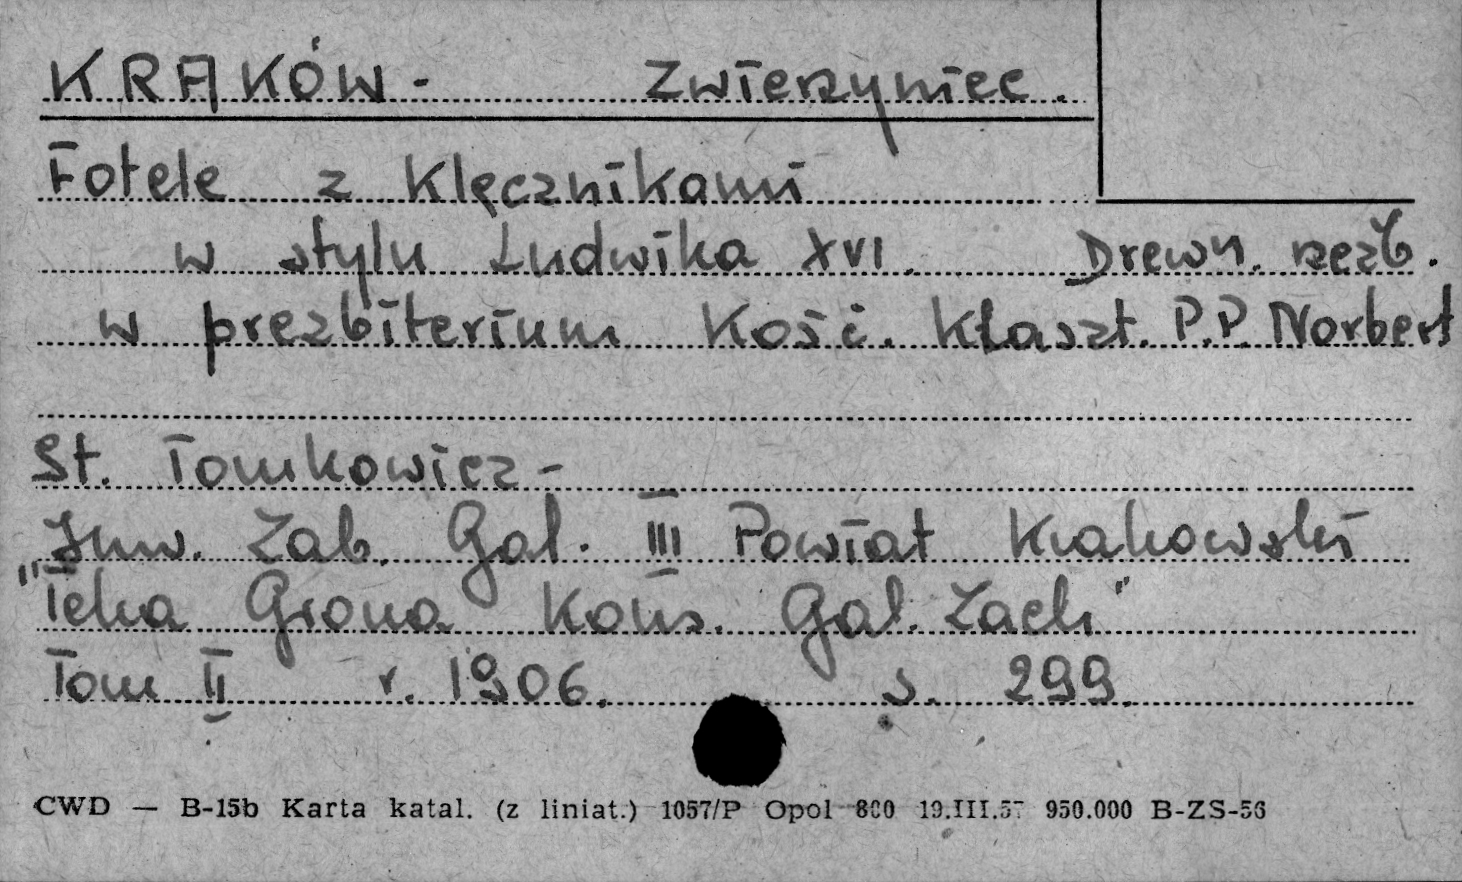 KRAKÓW - Zwierzyniec.
Fotele z Klęcznikami
w stylu Ludwika XVI. Drewn. rzeźb.
w prezbiterium Kość. Klaszt. P.P. Norbert
St. Tomkowicz -
Inw. Zab. Gal. III Powiat Krakowski
"Teka Grona Kons. Gal. Zach"
Tom II r. 1906. s. 299.
CWD — B-15b Karta katal. (z liniat.) 1057/P Opol 800 19.III.57 950.000 B-ZS-56